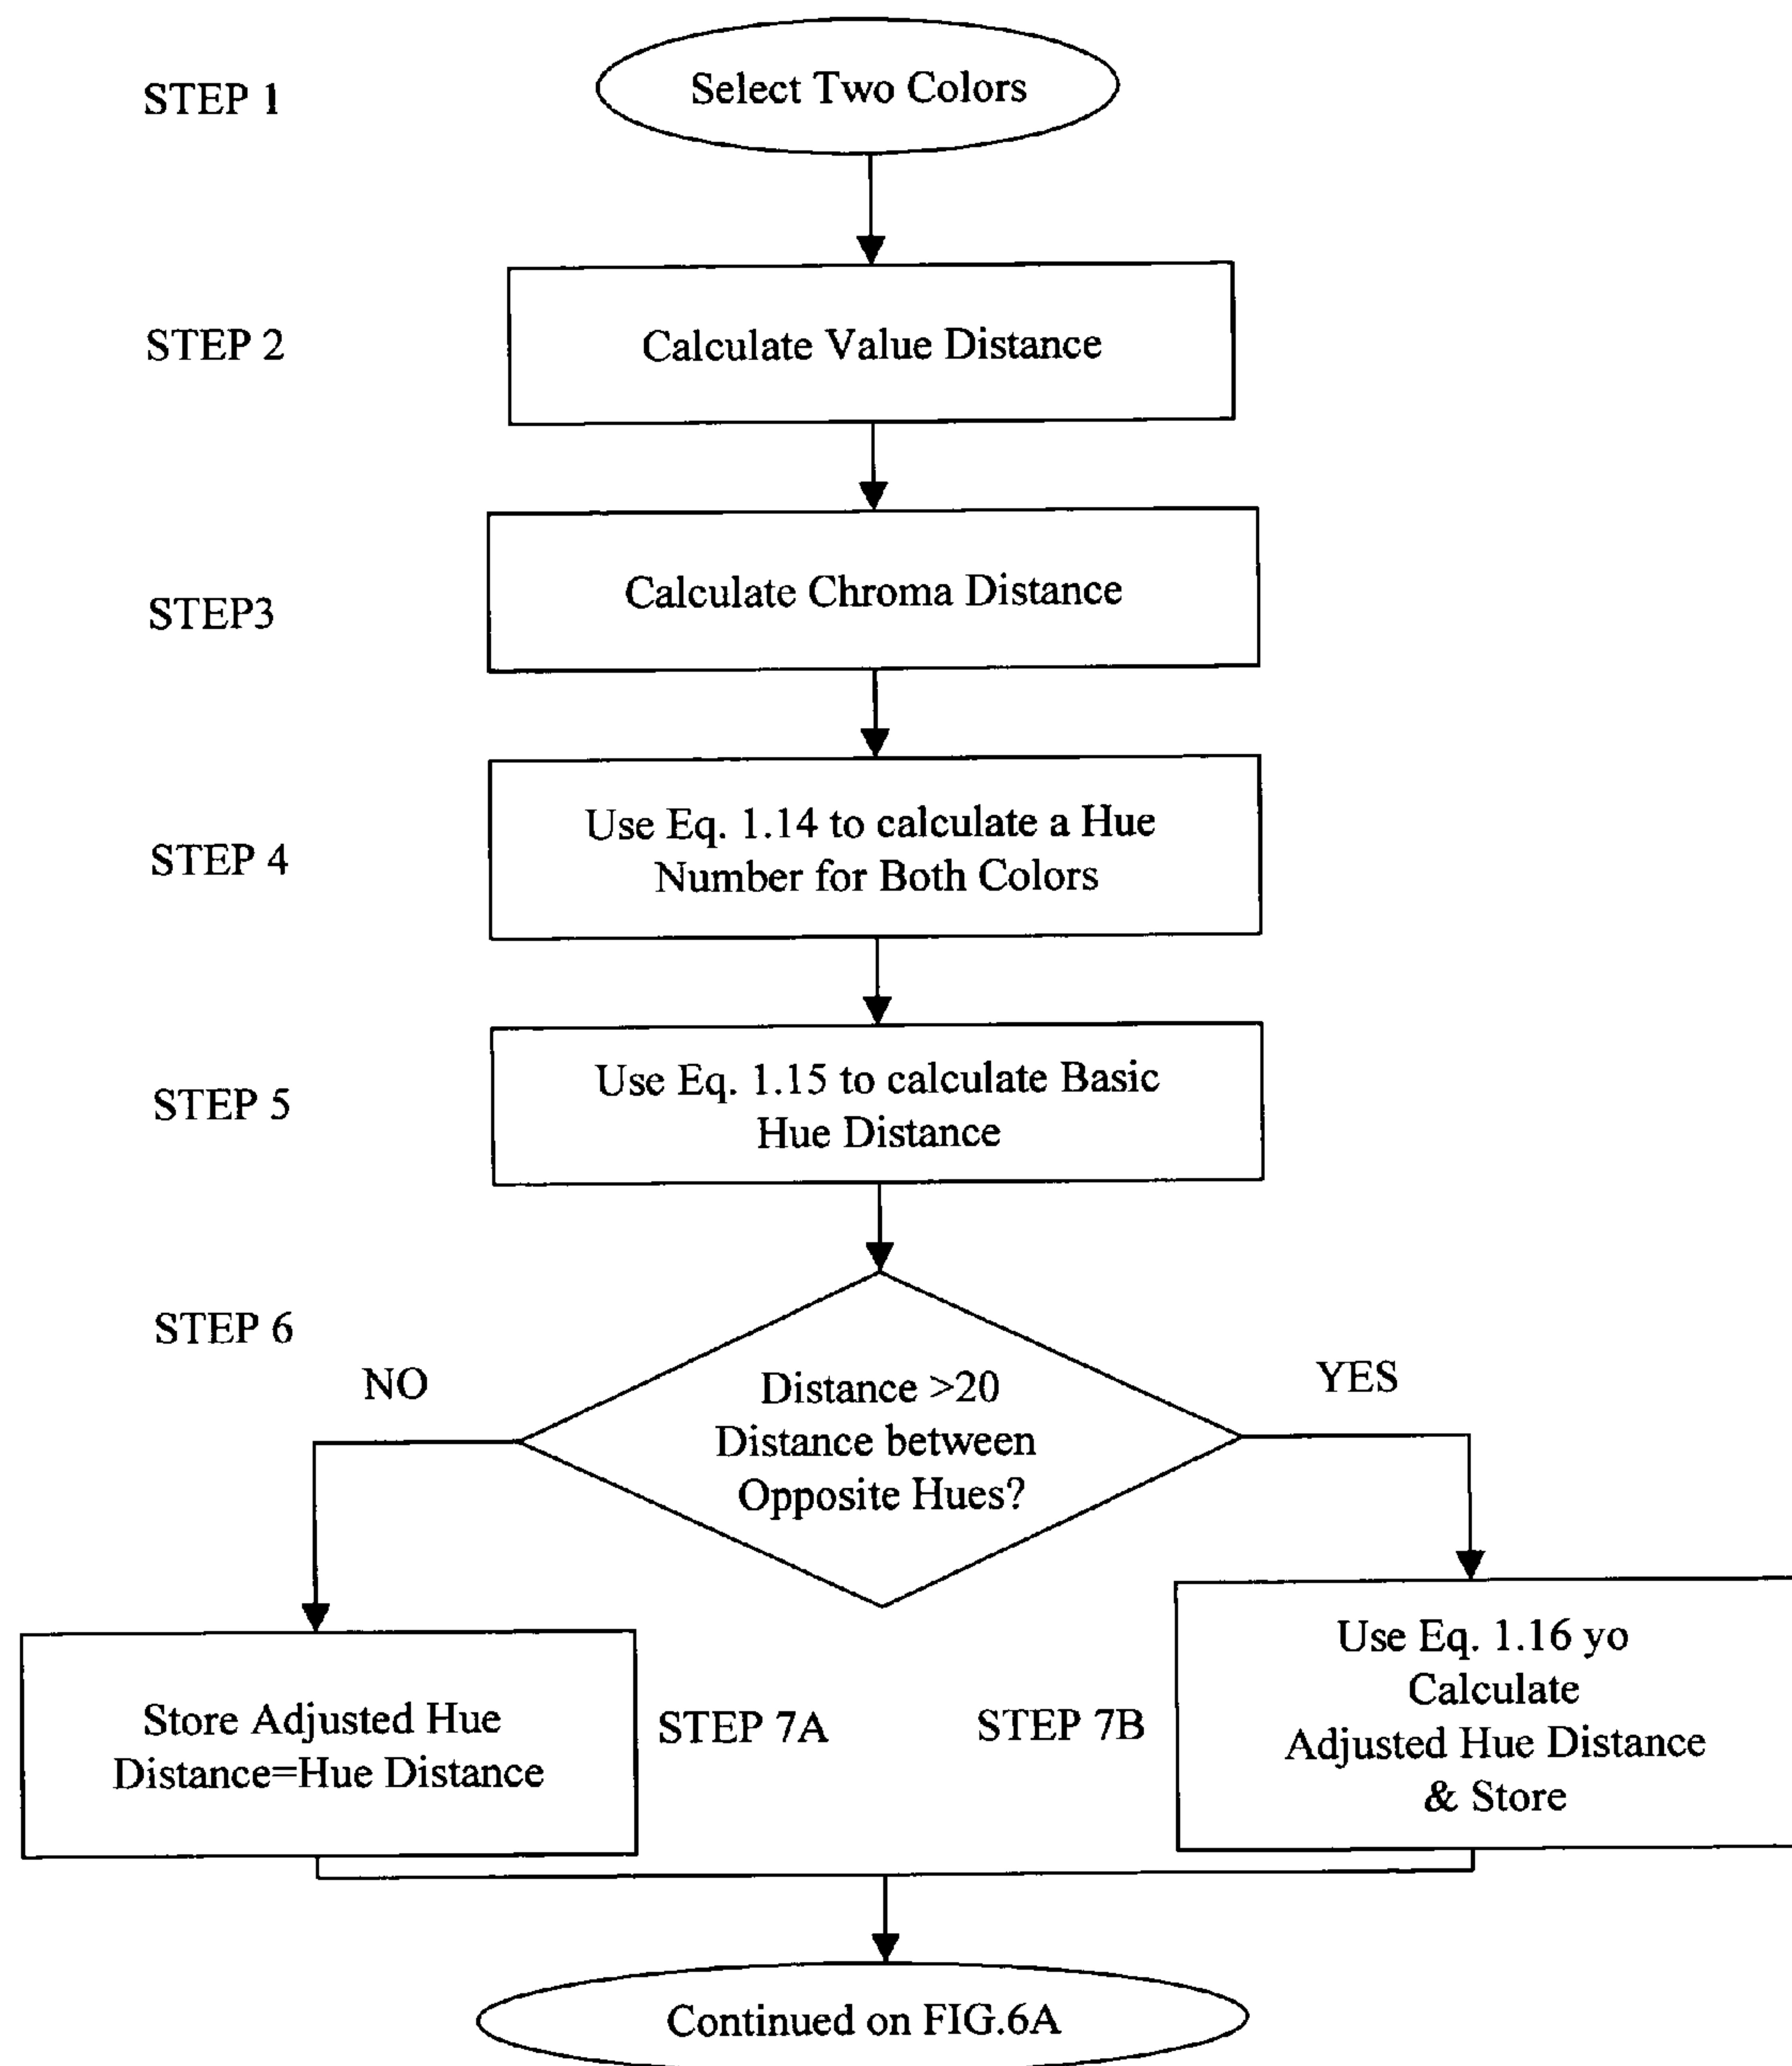 STEP 1
Select Two Colors
STEP 2
Calculate Value Distance
STEP3
Calculate Chroma Distance
STEP 4
Use Eq. 1.14 to calculate a Hue
Number for Both Colors
STEP 5
Use Eq. 1.15 to calculate Basic
Hue Distance
STEP 6
NO
Distance >20
Distance between
Opposite Hues?
YES
Store Adjusted Hue
Distance=Hue Distance
STEP 7A
STEP 7B
Use Eq. 1.16 yo
Calculate
Adjusted Hue Distance
& Store
Continued on FIG.6A